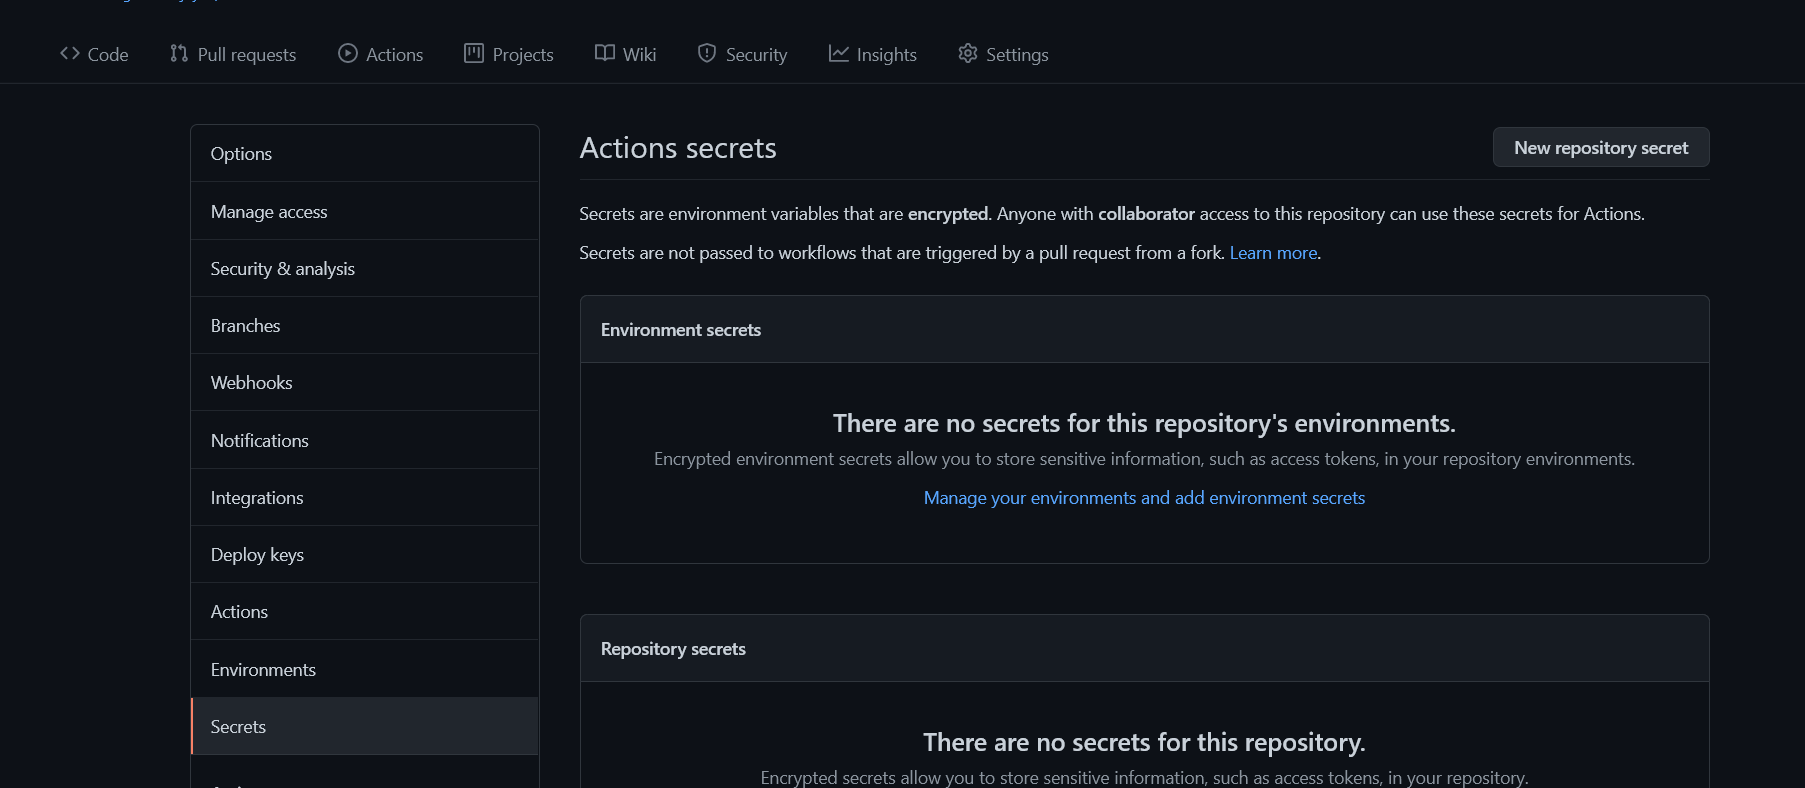 Code
Pull requests
Actions
Projects
Wiki
Security
Insights
Settings
Options
Manage access
Security & analysis
Branches
Webhooks
Notifications
Integrations
Deploy keys
Actions
Environments
Secrets
Actions secrets
New repository secret
Secrets are environment variables that are encrypted. Anyone with collaborator access to this repository can use these secrets for Actions.
Secrets are not passed to workflows that are triggered by a pull request from a fork. Learn more.
Environment secrets
There are no secrets for this repository's environments.
Encrypted environment secrets allow you to store sensitive information, such as access tokens, in your repository environments.
Manage your environments and add environment secrets
Repository secrets
There are no secrets for this repository.
Encrypted secrets allow you to store sensitive information, such as access tokens, in your repository.